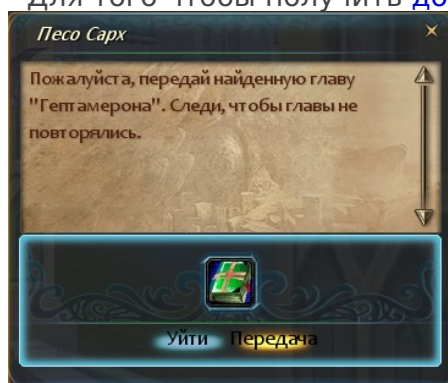 Для того чтобы получить до
Песо Сарх
Пожалуйста, передай найденную главу
"Гептамерона". Следи, чтобы главы не
повторялись.
Уйти Передача